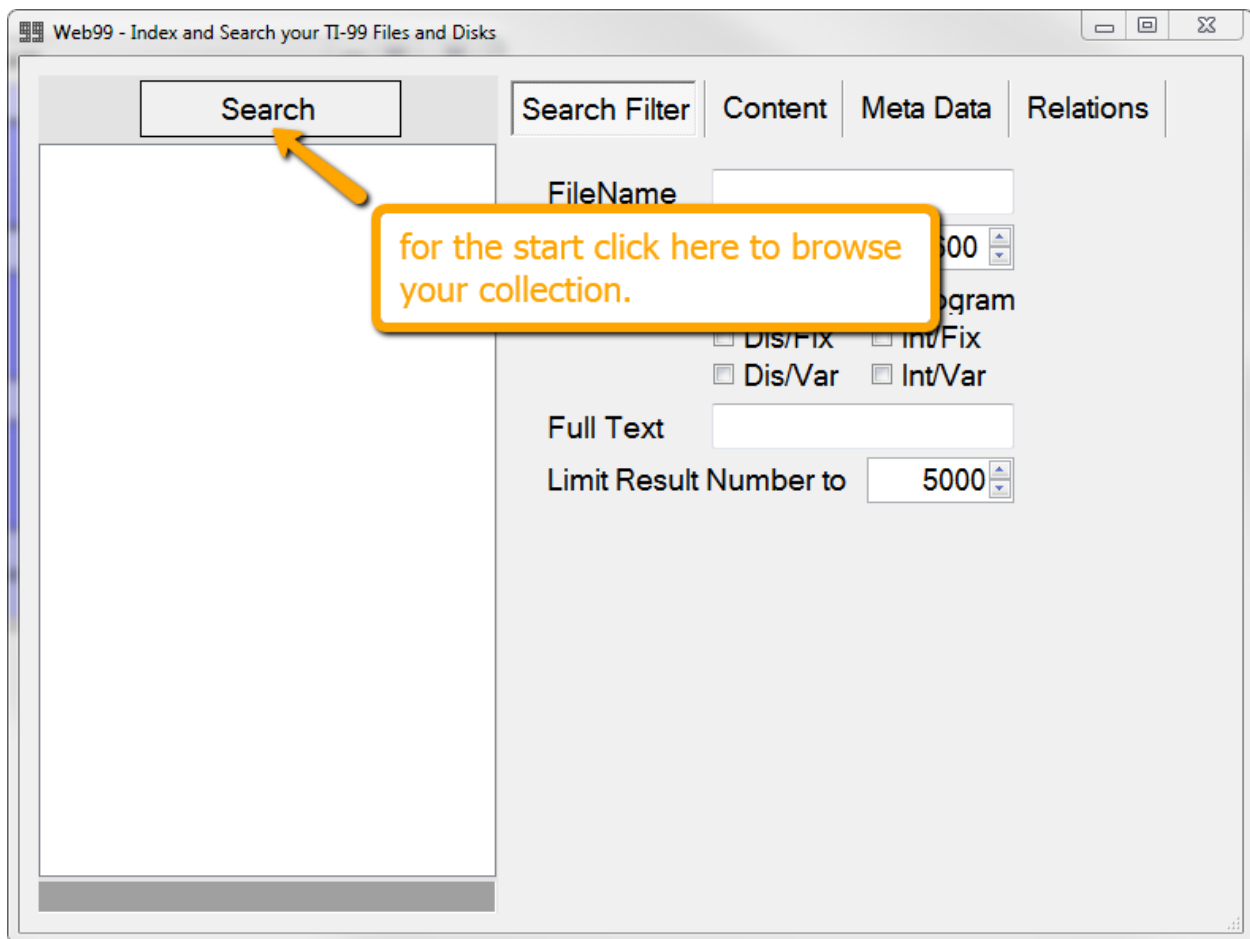 Web99 - Index and Search your TI-99 Files and Disks
Search
Search Filter Content Meta Data Relations
FileName
for the start click here to browse
your collection.
Dis/Fix Int/Fix
Dis/Var Int/Var
Full Text
Limit Result Number to 5000